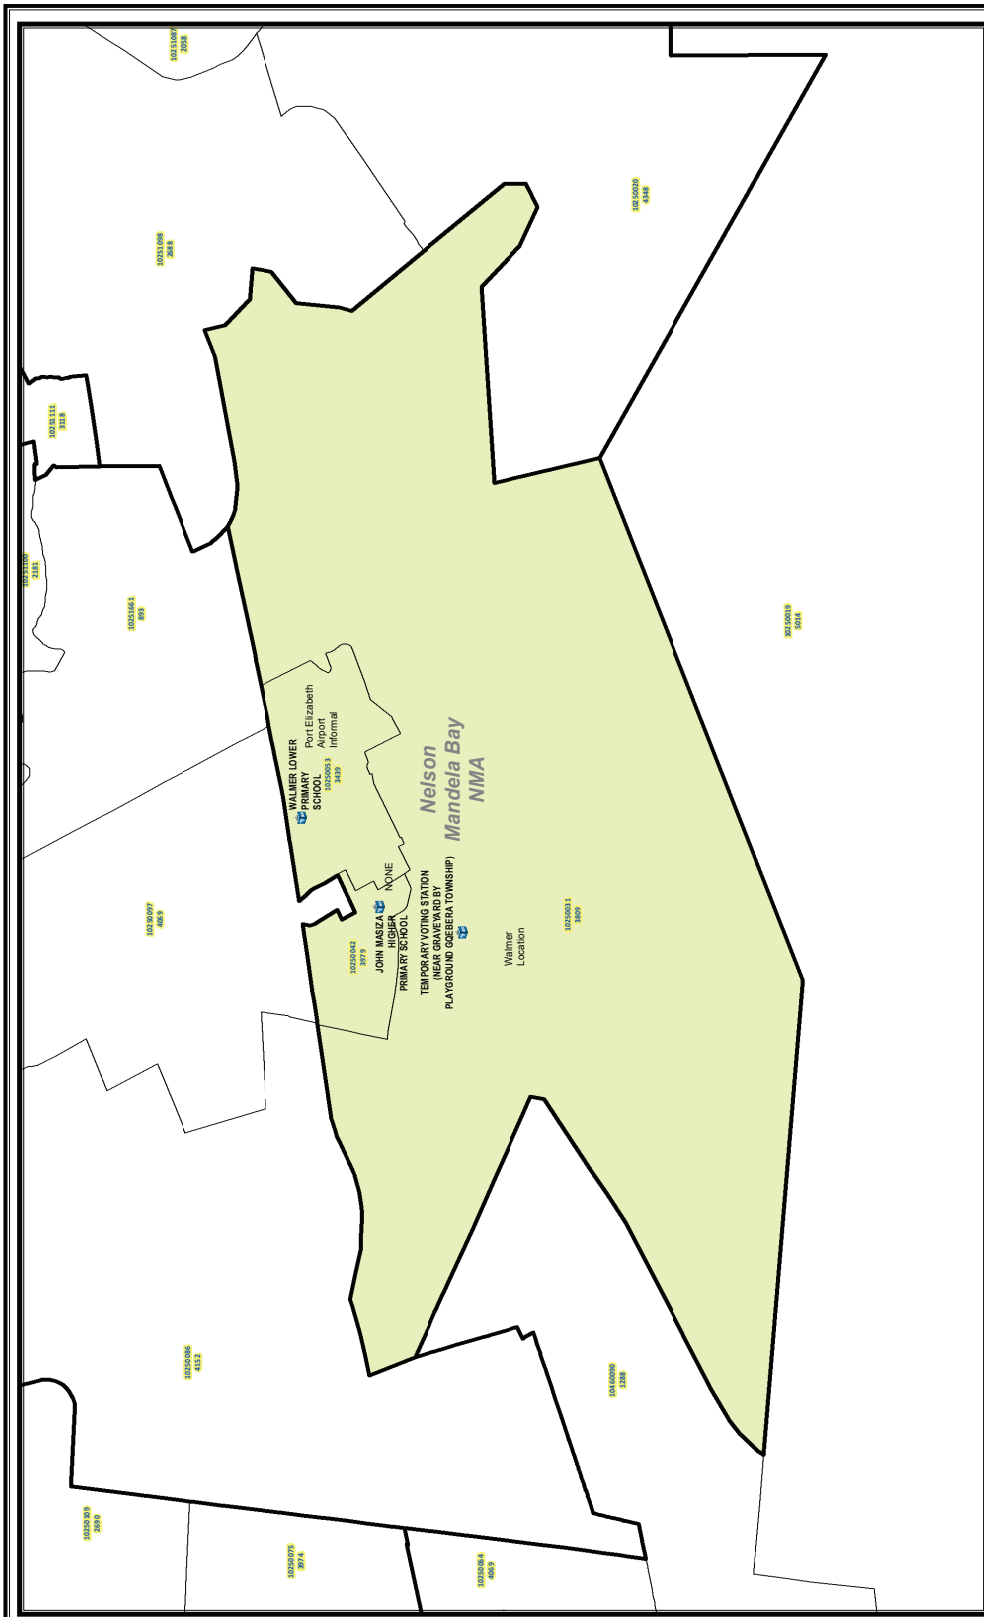 10251087
2058
10250020
4348
10251098
2688
10251111
3118
10251100
2181
10251661
893
10250019
5014
WALMER LOWER
PRIMARY
SCHOOL
Port Elizabeth
Airport
Informal
10250053
3439
Nelson
Mandela Bay
NMA
10250097
4069
10250042
3979
JOHN MASIZA
HIGHER
PRIMARY SCHOOL
NONE
TEMPORARY VOTING STATION
(NEAR GRAVEYARD BY
PLAYGROUND GQEBERA TOWNSHIP)
Walmer
Location
10250031
3809
10250086
4152
10460090
1288
10250109
2690
10250075
3974
10250064
4069